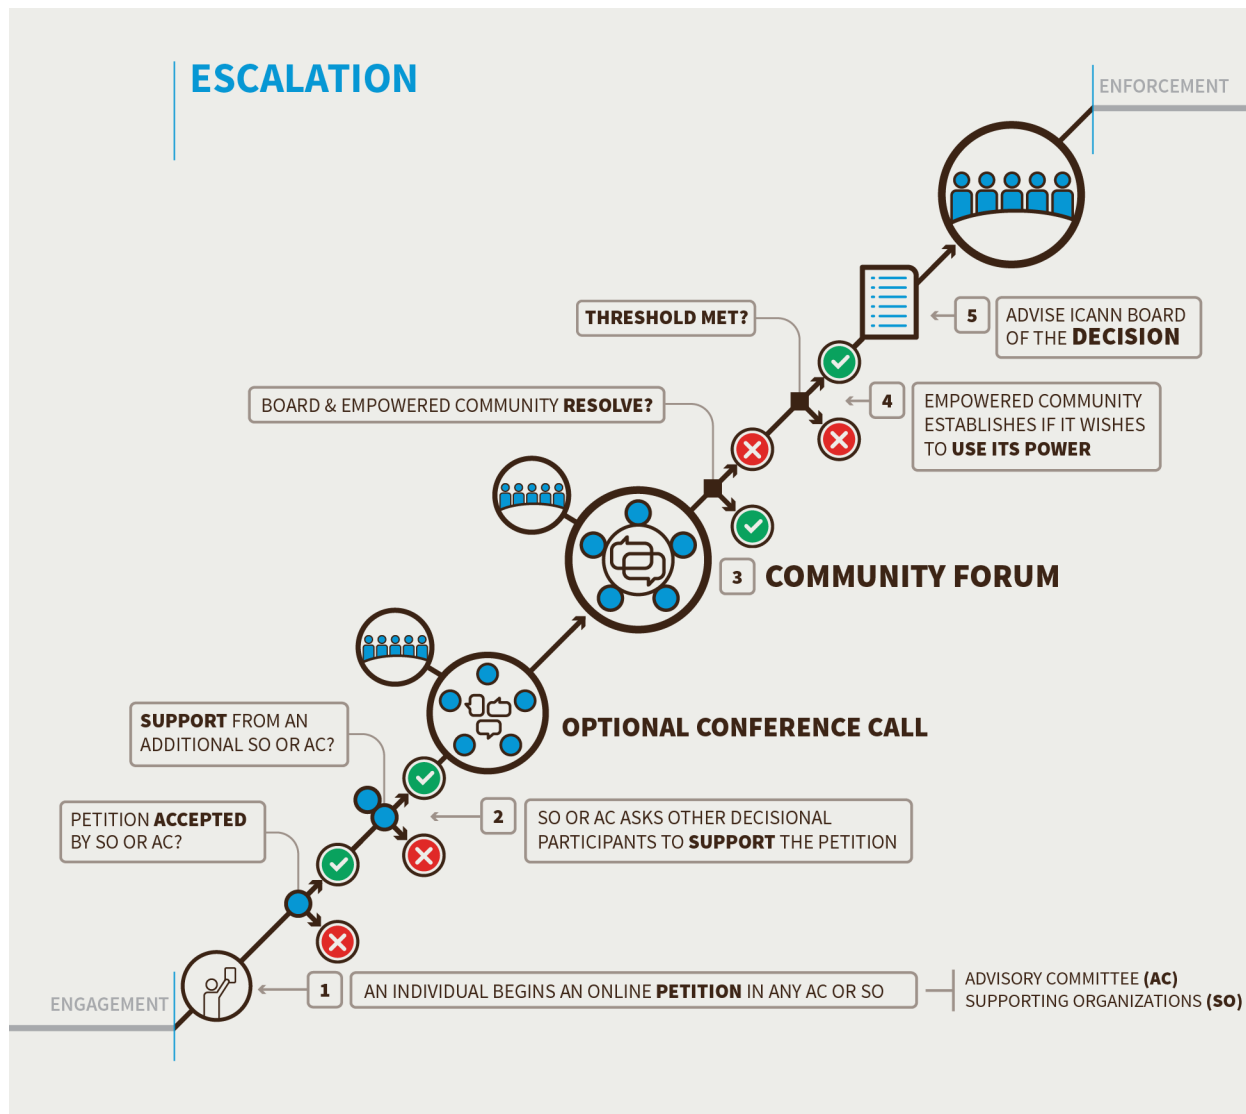 ESCALATION
ENFORCEMENT
THRESHOLD MET?
5
ADVISE ICANN BOARD
OF THE DECISION
BOARD & EMPOWERED COMMUNITY RESOLVE?
4
EMPOWERED COMMUNITY
ESTABLISHES IF IT WISHES
TO USE ITS POWER
3
COMMUNITY FORUM
SUPPORT FROM AN
ADDITIONAL SO OR AC?
OPTIONAL CONFERENCE CALL
PETITION ACCEPTED
BY SO OR AC?
2
SO OR AC ASKS OTHER DECISIONAL
PARTICIPANTS TO SUPPORT THE PETITION
ENGAGEMENT
1
AN INDIVIDUAL BEGINS AN ONLINE PETITION IN ANY AC OR SO
ADVISORY COMMITTEE (AC)
SUPPORTING ORGANIZATIONS (SO)